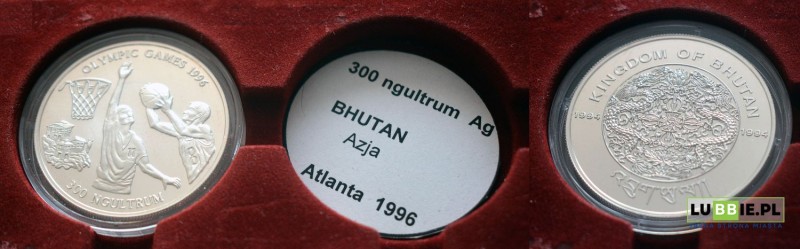 OLYMPIC GAMES 1996
300 NGULTRUM
300 ngultrum Ag
BHUTAN
Azja
Atlanta 1996
KINGDOM OF BHUTAN
1994 1994
LUBBIE.PL